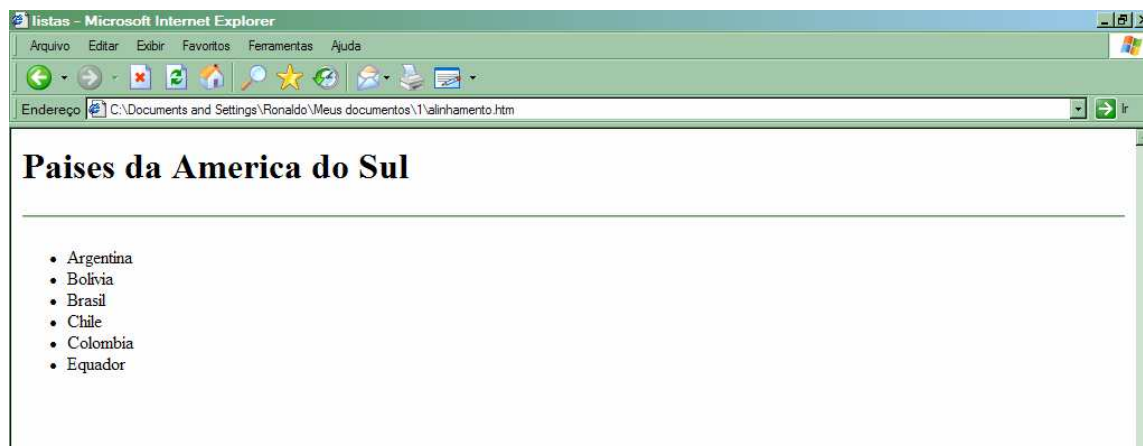 listas - Microsoft Internet Explorer
Arquivo Editar Exibir Favoritos Ferramentas Ajuda
Endereço C:\Documents and Settings\Ronaldo\Meus documentos\1\alinhamento.htm Ir
Paises da America do Sul
Argentina
Bolívia
Brasil
Chile
Colombia
Equador